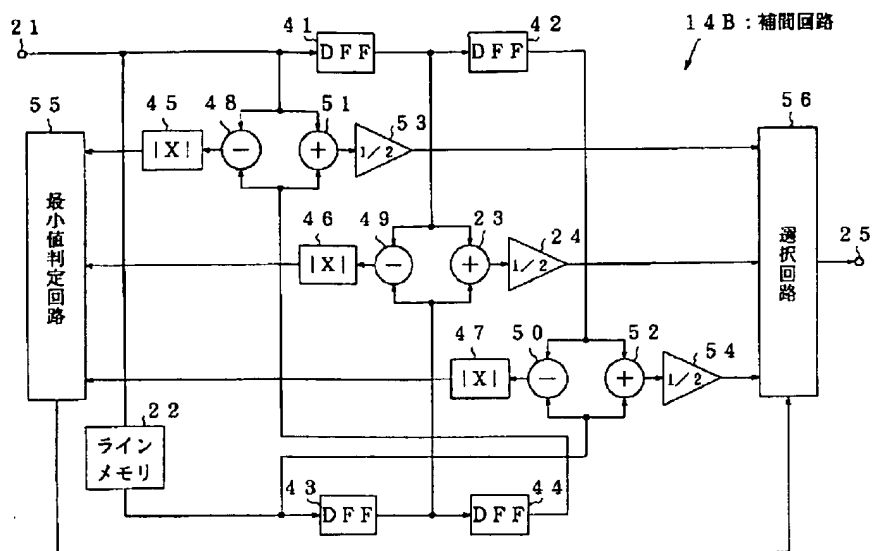 14B：補間回路
21
41
DFF
42
DFF
55
45
|X|
48
−
51
+
53
1/2
56
最小値判定回路
46
|X|
49
−
23
+
24
1/2
選択回路
25
47
|X|
50
−
52
+
54
1/2
22
ライン
メモリ
43
DFF
44
DFF